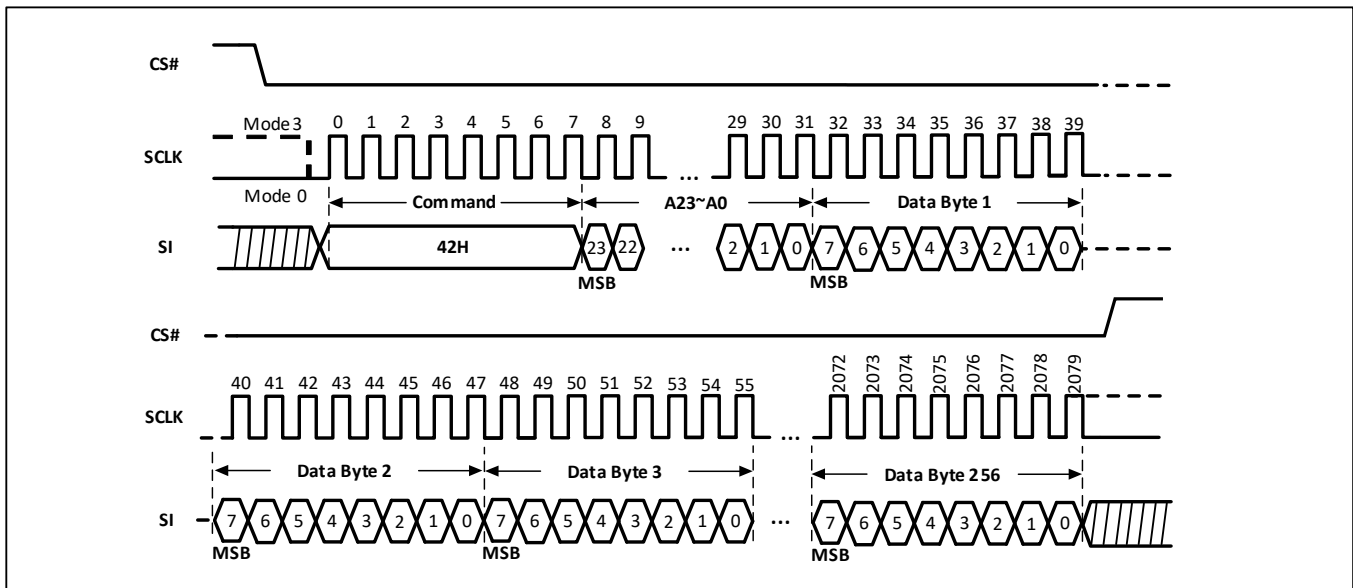 CS#
Mode 3 0 1 2 3 4 5 6 7 8 9 29 30 31 32 33 34 35 36 37 38 39
SCLK ...
Mode 0 Command A23~A0 Data Byte 1
SI 42H 23 22 ... 2 1 0 7 6 5 4 3 2 1 0
MSB MSB
CS#
40 41 42 43 44 45 46 47 48 49 50 51 52 53 54 55 2072 2073 2074 2075 2076 2077 2078 2079
SCLK ...
Data Byte 2 Data Byte 3 Data Byte 256
SI 7 6 5 4 3 2 1 0 7 6 5 4 3 2 1 0 ... 7 6 5 4 3 2 1 0
MSB MSB MSB